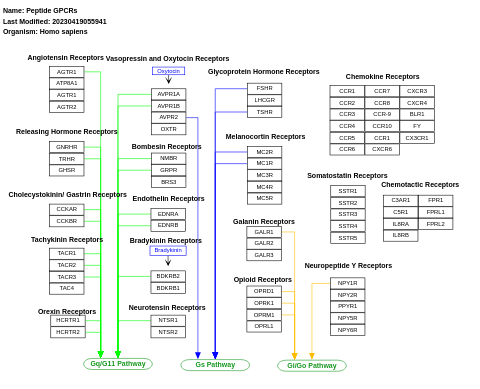 Name: Peptide GPCRs
Last Modified: 20230419055941
Organism: Homo sapiens
Angiotensin Receptors
AGTR1
ATP8A1
AGTR1
AGTR2
Releasing Hormone Receptors
GNRHR
TRHR
GHSR
Cholecystokinin/ Gastrin Receptors
CCKAR
CCKBR
Tachykinin Receptors
TACR1
TACR2
TACR3
TAC4
Orexin Receptors
HCRTR1
HCRTR2
Vasopressin and Oxytocin Receptors
Oxytocin
AVPR1A
AVPR1B
AVPR2
OXTR
Bombesin Receptors
NMBR
GRPR
BRS3
Endothelin Receptors
EDNRA
EDNRB
Bradykinin Receptors
Bradykinin
BDKRB2
BDKRB1
Neurotensin Receptors
NTSR1
NTSR2
Glycoprotein Hormone Receptors
FSHR
LHCGR
TSHR
Melanocortin Receptors
MC2R
MC1R
MC3R
MC4R
MC5R
Galanin Receptors
GALR1
GALR2
GALR3
Opioid Receptors
OPRD1
OPRK1
OPRM1
OPRL1
Chemokine Receptors
CCR1 CCR7 CXCR3
CCR2 CCR8 CXCR4
CCR3 CCR-9 BLR1
CCR4 CCR10 FY
CCR5 CCR1 CX3CR1
CCR6 CXCR6
Somatostatin Receptors
SSTR1
SSTR2
SSTR3
SSTR4
SSTR5
Chemotactic Receptors
C3AR1 FPR1
C5R1 FPRL1
IL8RA FPRL2
IL8RB
Neuropeptide Y Receptors
NPY1R
NPY2R
PPYR1
NPY5R
NPY6R
Gq/G11 Pathway
Gs Pathway
Gi/Go Pathway